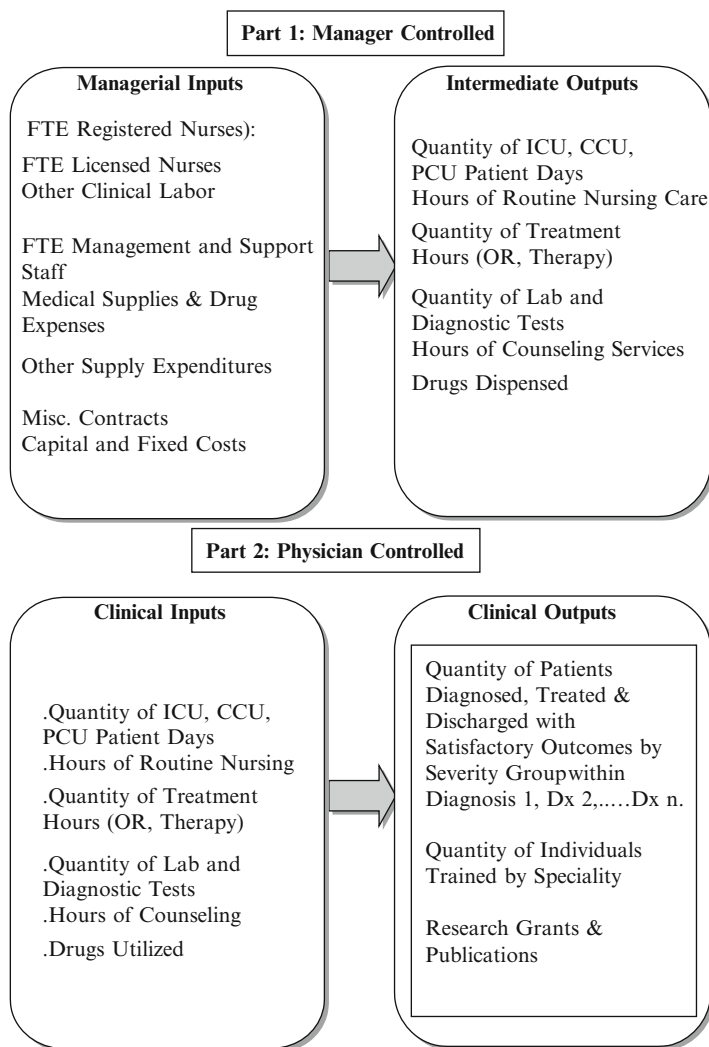 Part 1: Manager Controlled
Managerial Inputs
FTE Registered Nurses):
FTE Licensed Nurses
Other Clinical Labor
FTE Management and Support
Staff
Medical Supplies & Drug
Expenses
Other Supply Expenditures
Misc. Contracts
Capital and Fixed Costs
Intermediate Outputs
Quantity of ICU, CCU,
PCU Patient Days
Hours of Routine Nursing Care
Quantity of Treatment
Hours (OR, Therapy)
Quantity of Lab and
Diagnostic Tests
Hours of Counseling Services
Drugs Dispensed
Part 2: Physician Controlled
Clinical Inputs
.Quantity of ICU, CCU,
PCU Patient Days
.Hours of Routine Nursing
.Quantity of Treatment
Hours (OR, Therapy)
.Quantity of Lab and
Diagnostic Tests
.Hours of Counseling
.Drugs Utilized
Clinical Outputs
Quantity of Patients
Diagnosed, Treated &
Discharged with
Satisfactory Outcomes by
Severity Groupwithin
Diagnosis 1, Dx 2,.....Dx n.
Quantity of Individuals
Trained by Speciality
Research Grants &
Publications